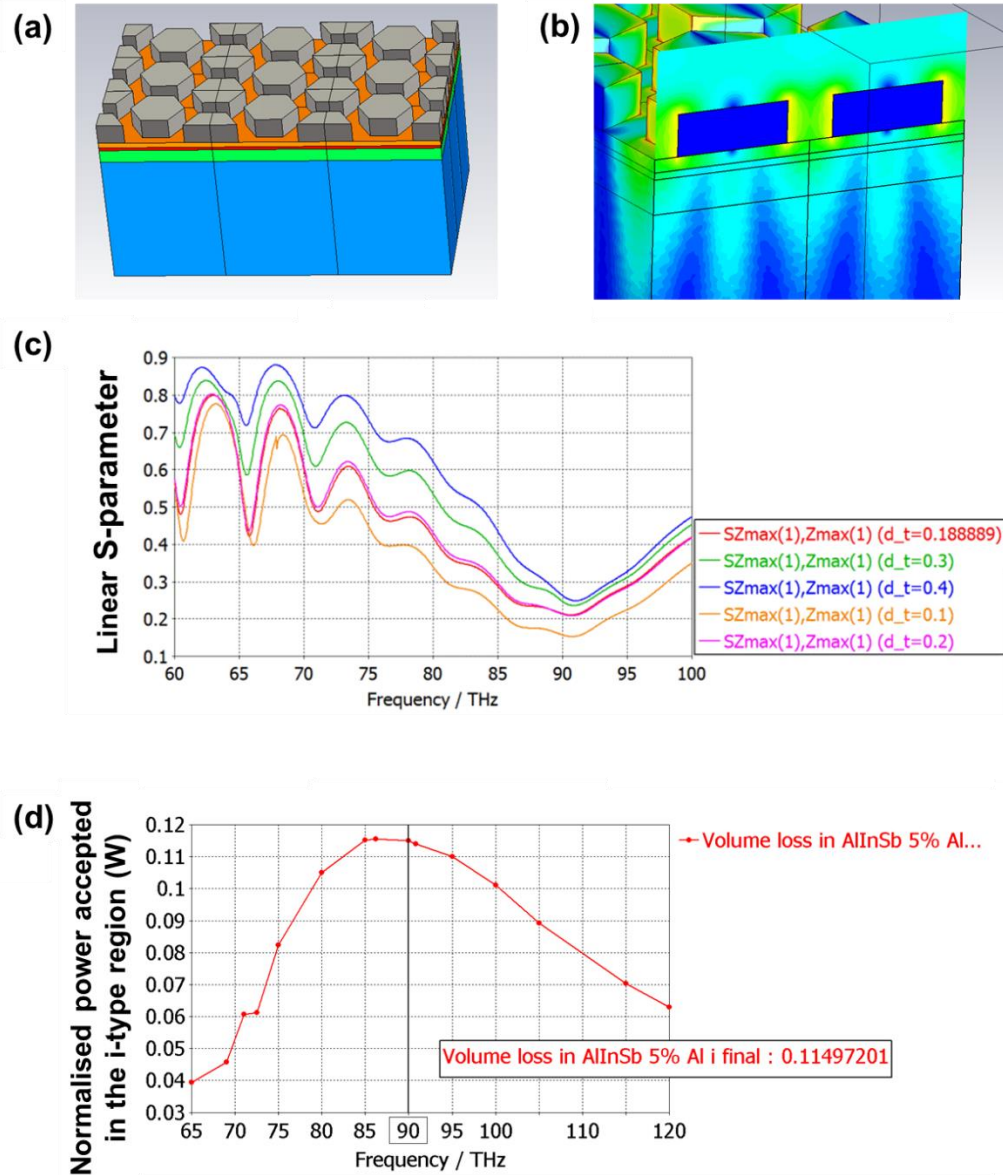 (a)
(b)
(c)
Linear S-parameter
0.9
0.8
0.7
0.6
0.5
0.4
0.3
0.2
0.1
60 65 70 75 80 85 90 95 100
Frequency / THz
SZmax(1),Zmax(1) (d_t=0.188889)
SZmax(1),Zmax(1) (d_t=0.3)
SZmax(1),Zmax(1) (d_t=0.4)
SZmax(1),Zmax(1) (d_t=0.1)
SZmax(1),Zmax(1) (d_t=0.2)
(d)
Normalised power accepted
in the i-type region (W)
0.12
0.11
0.1
0.09
0.08
0.07
0.06
0.05
0.04
0.03
65 70 75 80 85 90 95 100 110 120
Frequency / THz
Volume loss in AlInSb 5% Al...
Volume loss in AlInSb 5% Al i final : 0.11497201